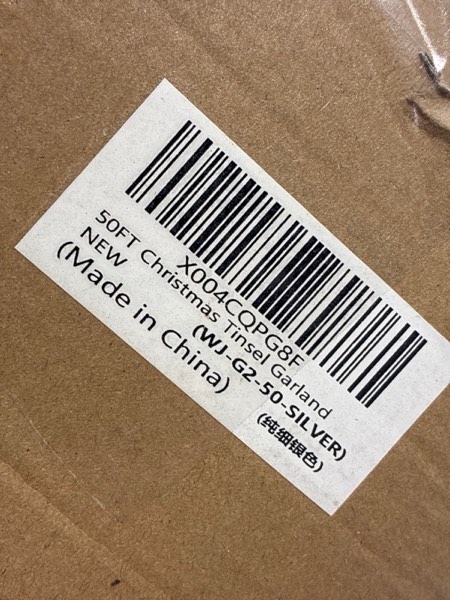 X004CQPG8F
50FT Christmas Tinsel Garland
NEW (WJ-G2-50-SILVER)
(Made in China) (纯细银色)